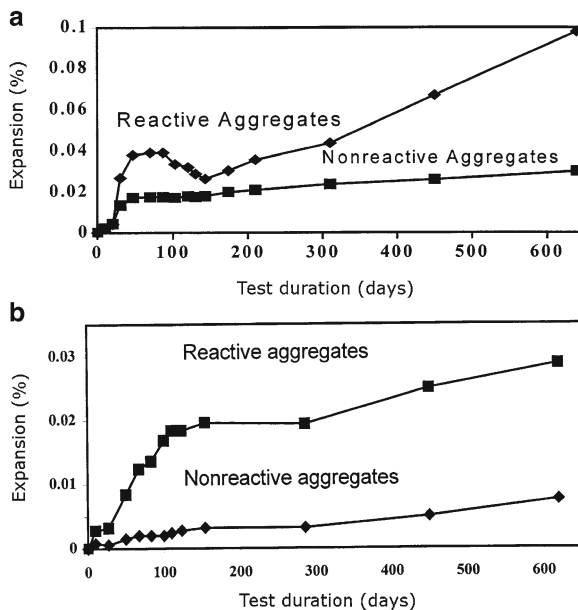 a
0.1
0.08
0.06
0.04
0.02
0
Expansion (%)
Reactive Aggregates
Nonreactive Aggregates
0 100 200 300 400 500 600
Test duration (days)
b
0.03
0.02
0.01
0
Expansion (%)
Reactive aggregates
Nonreactive aggregates
0 100 200 300 400 500 600
Test duration (days)